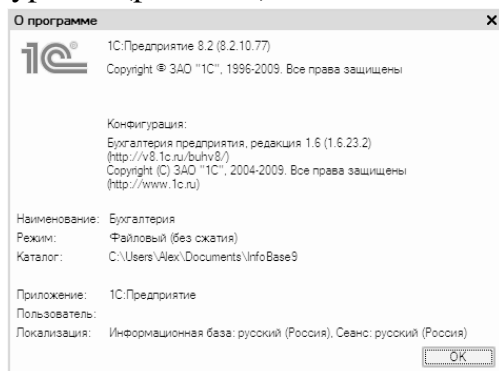 О программе
1С:Предприятие 8.2 (8.2.10.77)
Copyright © ЗАО "1С", 1996-2009. Все права защищены
Конфигурация:
Бухгалтерия предприятия, редакция 1.6 (1.6.23.2)
(http://v8.1c.ru/buhv8/)
Copyright (С) ЗАО "1С", 2004-2009. Все права защищены
(http://www.1c.ru)
Наименование: Бухгалтерия
Режим: Файловый (без сжатия)
Каталог: C:\Users\Alex\Documents\InfoBase9
Приложение: 1С:Предприятие
Пользователь:
Локализация: Информационная база: русский (Россия), Сеанс: русский (Россия)
OK